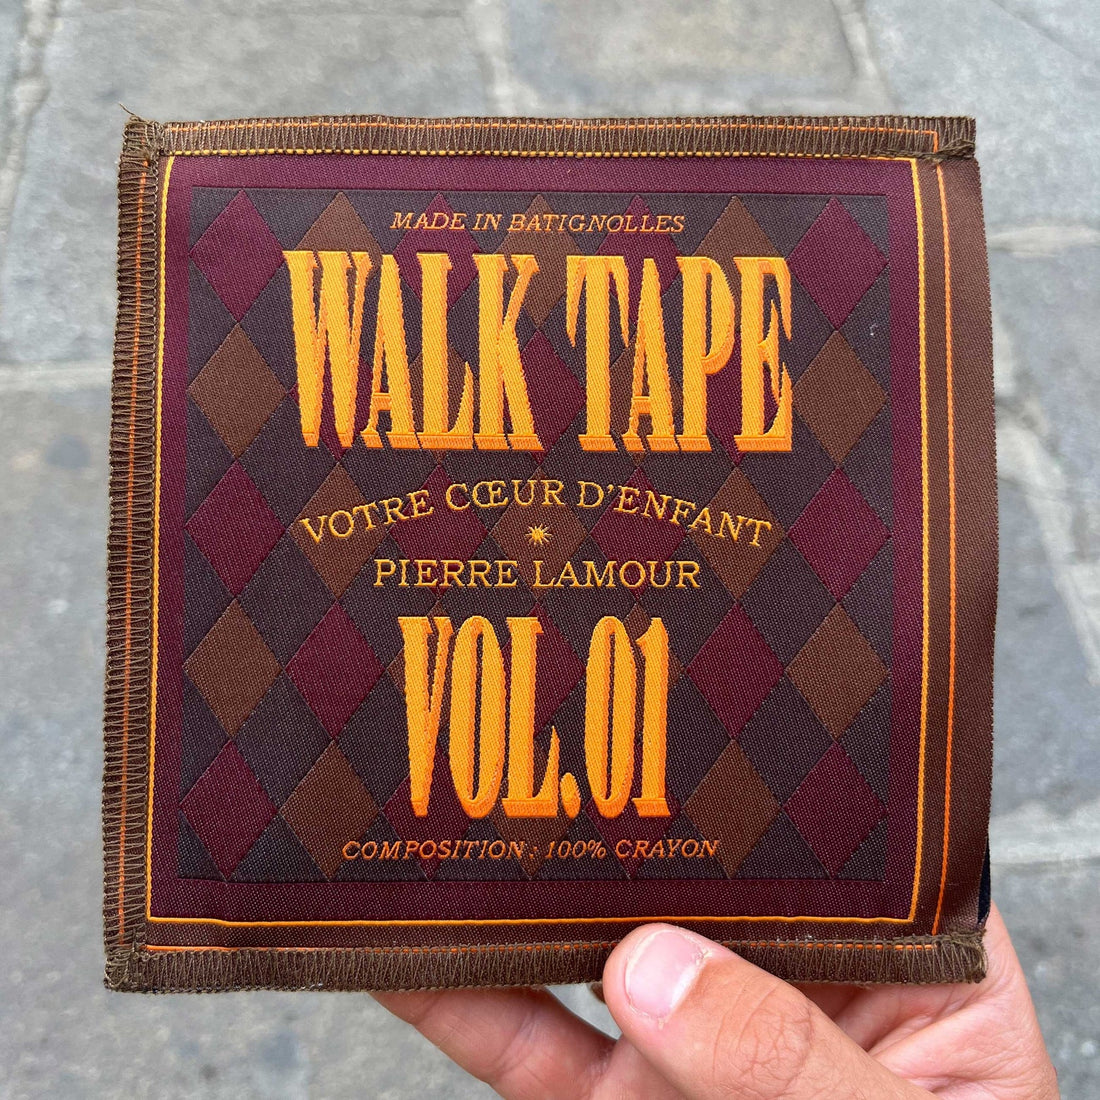 MADE IN BATIGNOLLES
WALK TAPE
VOTRE CŒUR D'ENFANT
PIERRE LAMOUR
VOL.01
COMPOSITION: 100% CRAYON